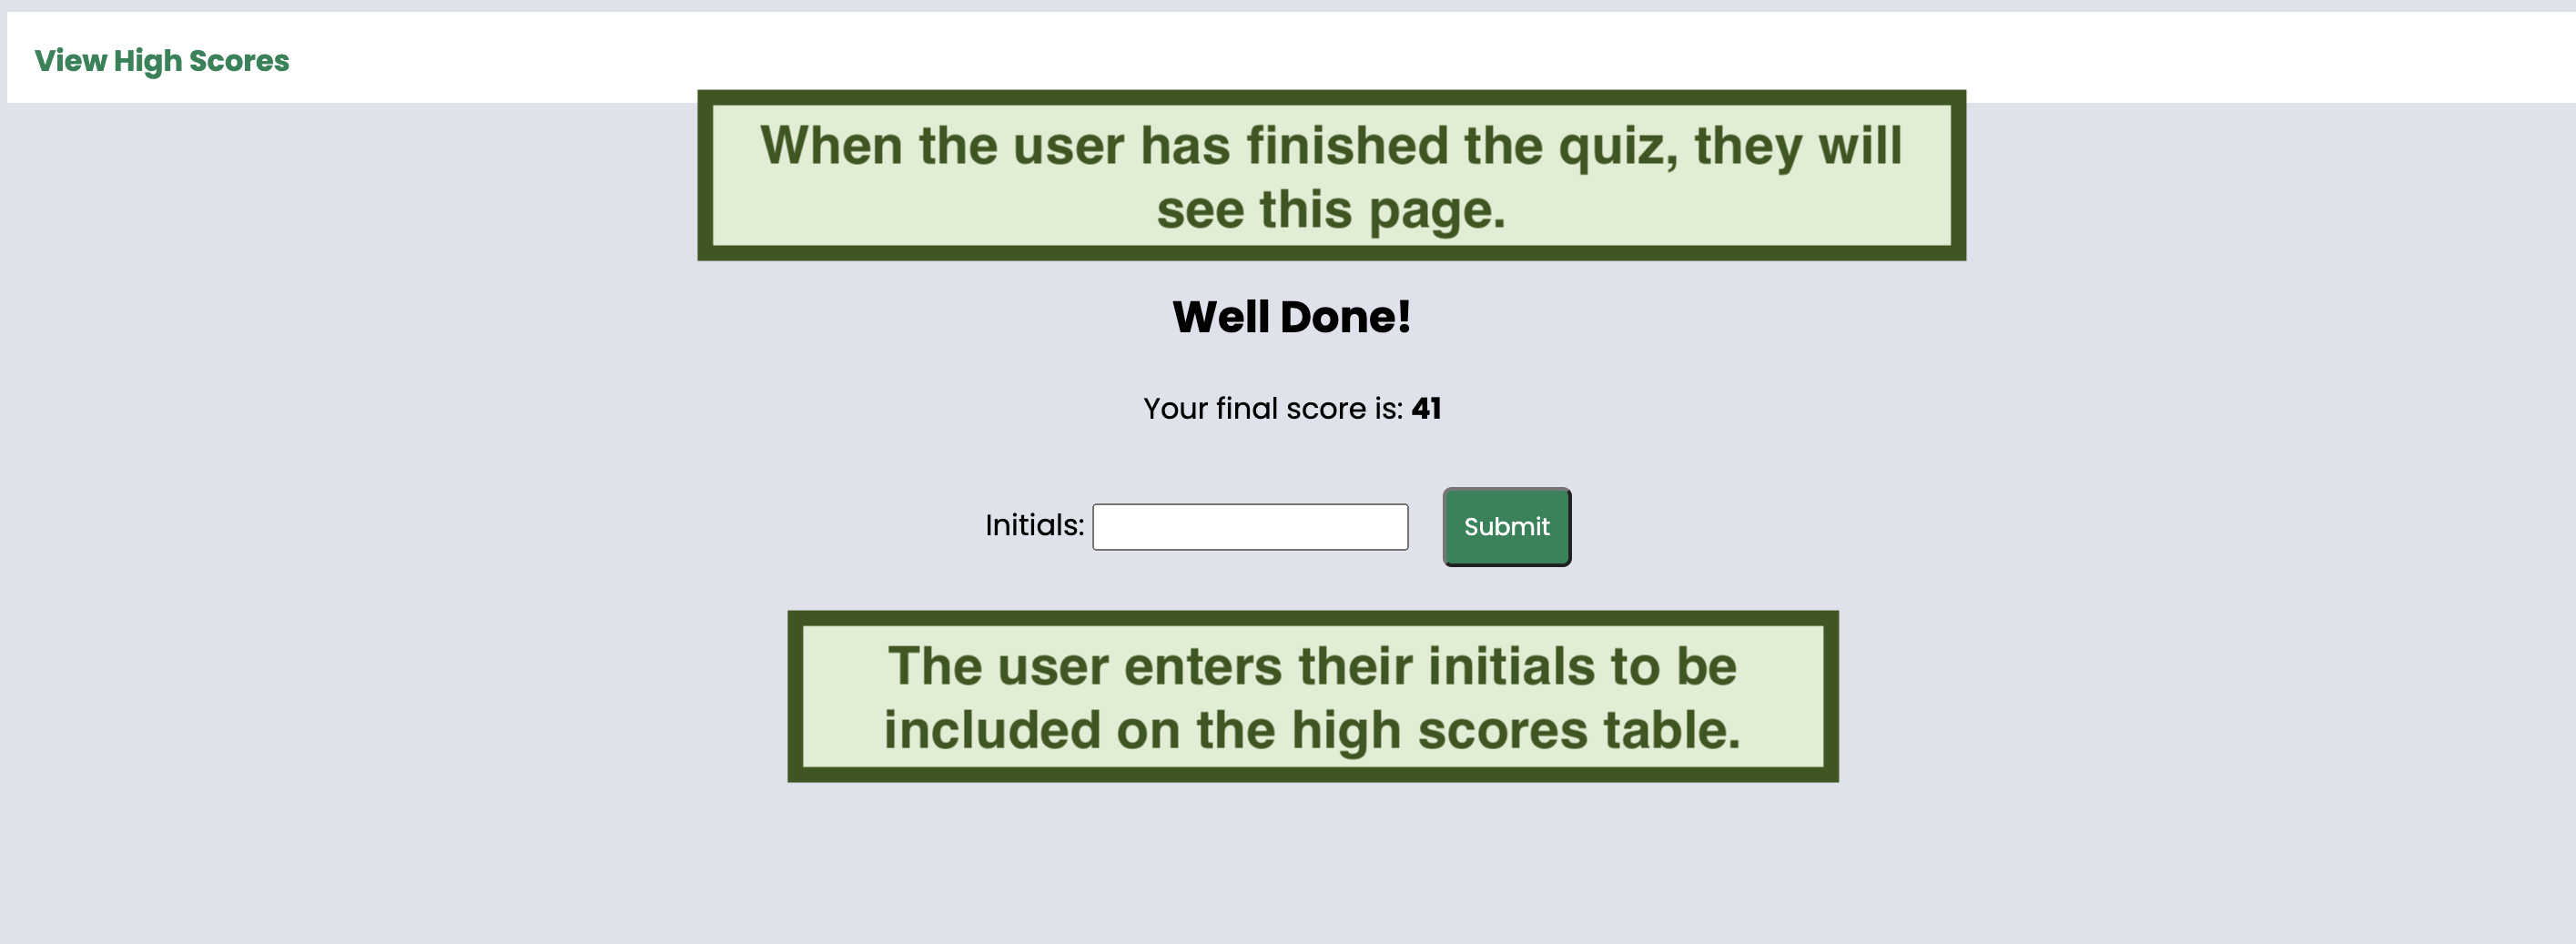 View High Scores
When the user has finished the quiz, they will
see this page.
Well Done!
Your final score is: 41
Initials:
Submit
The user enters their initials to be
included on the high scores table.